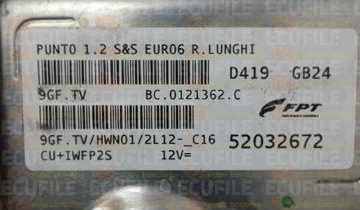 PUNTO 1.2 S&S EURO6 R.LUNGHI
D419 GB24
9GF.TV BC.0121362.C
FPT
9GF.TV/HWN01/2L12-_C16 52032672
CU+IWFP2S 12V=
ECUFILE